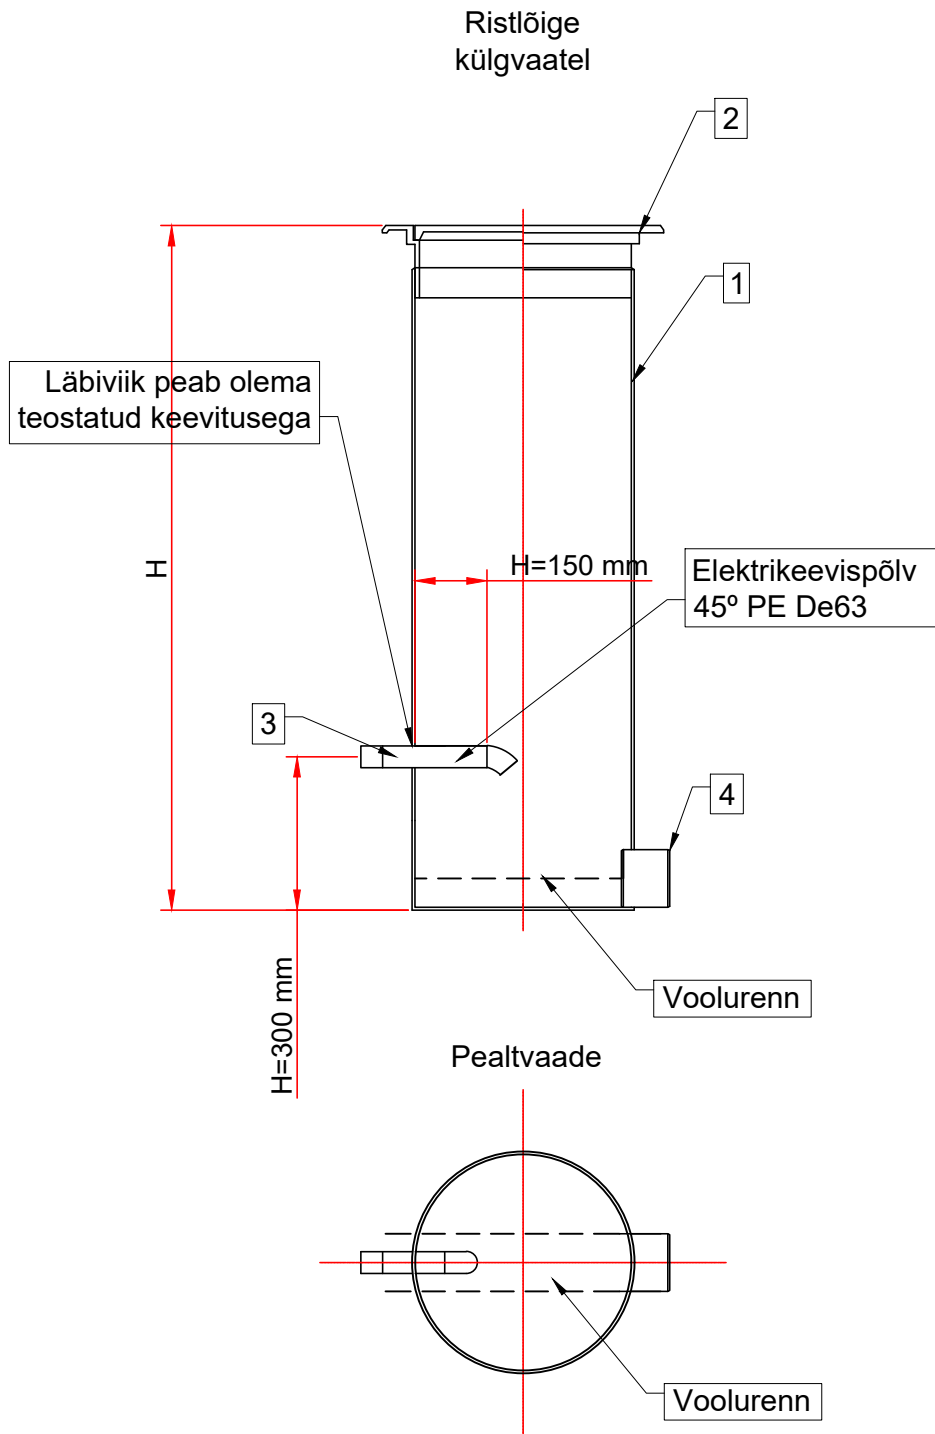 Ristlõige
külgvaatel
2
1
Läbiviik peab olema
teostatud keevitusega
H
H=150 mm
Elektrikeevispõlv
45º PE De63
3
4
Voolurenn
H=300 mm
Pealtvaade
Voolurenn